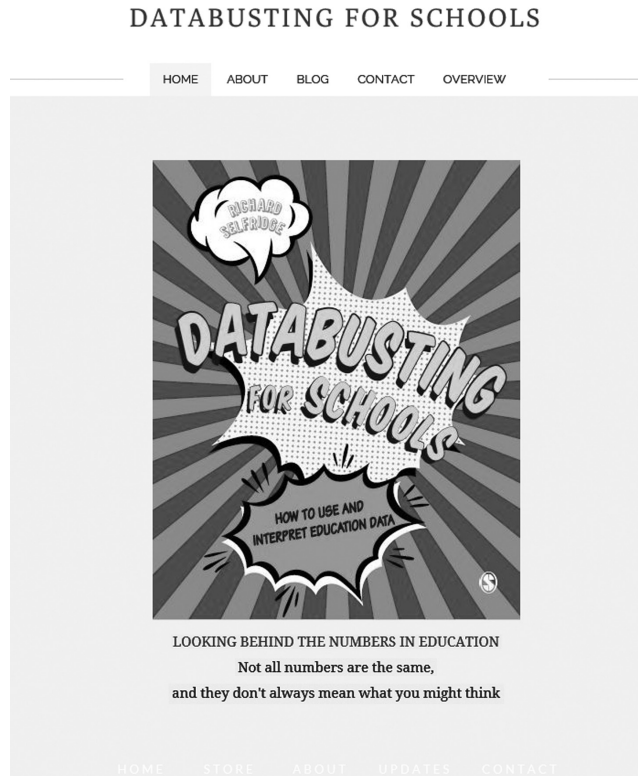 DATABUSTING FOR SCHOOLS
HOME ABOUT BLOG CONTACT OVERVIEW
RICHARD
SELFRIDGE
DATABUSTING
FOR SCHOOLS
HOW TO USE AND
INTERPRET EDUCATION DATA
S
LOOKING BEHIND THE NUMBERS IN EDUCATION
Not all numbers are the same,
and they don't always mean what you might think
HOME STORE ABOUT UPDATES CONTACT